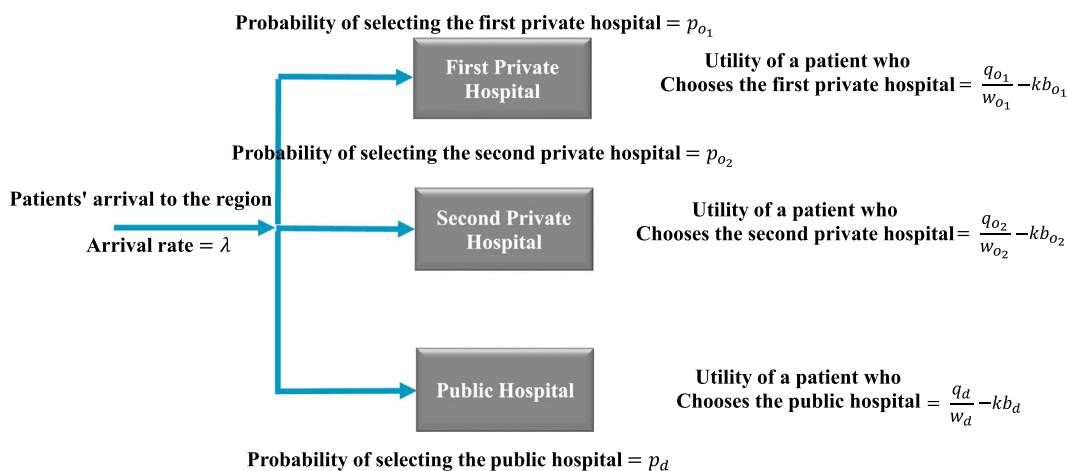 Probability of selecting the first private hospital = p_{o_1}
First Private
Hospital
Utility of a patient who
Chooses the first private hospital = \frac{q_{o_1}}{w_{o_1}} - kb_{o_1}
Probability of selecting the second private hospital = p_{o_2}
Patients' arrival to the region
Arrival rate = λ
Second Private
Hospital
Utility of a patient who
Chooses the second private hospital = \frac{q_{o_2}}{w_{o_2}} - kb_{o_2}
Public Hospital
Utility of a patient who
Chooses the public hospital = \frac{q_d}{w_d} - kb_d
Probability of selecting the public hospital = p_d